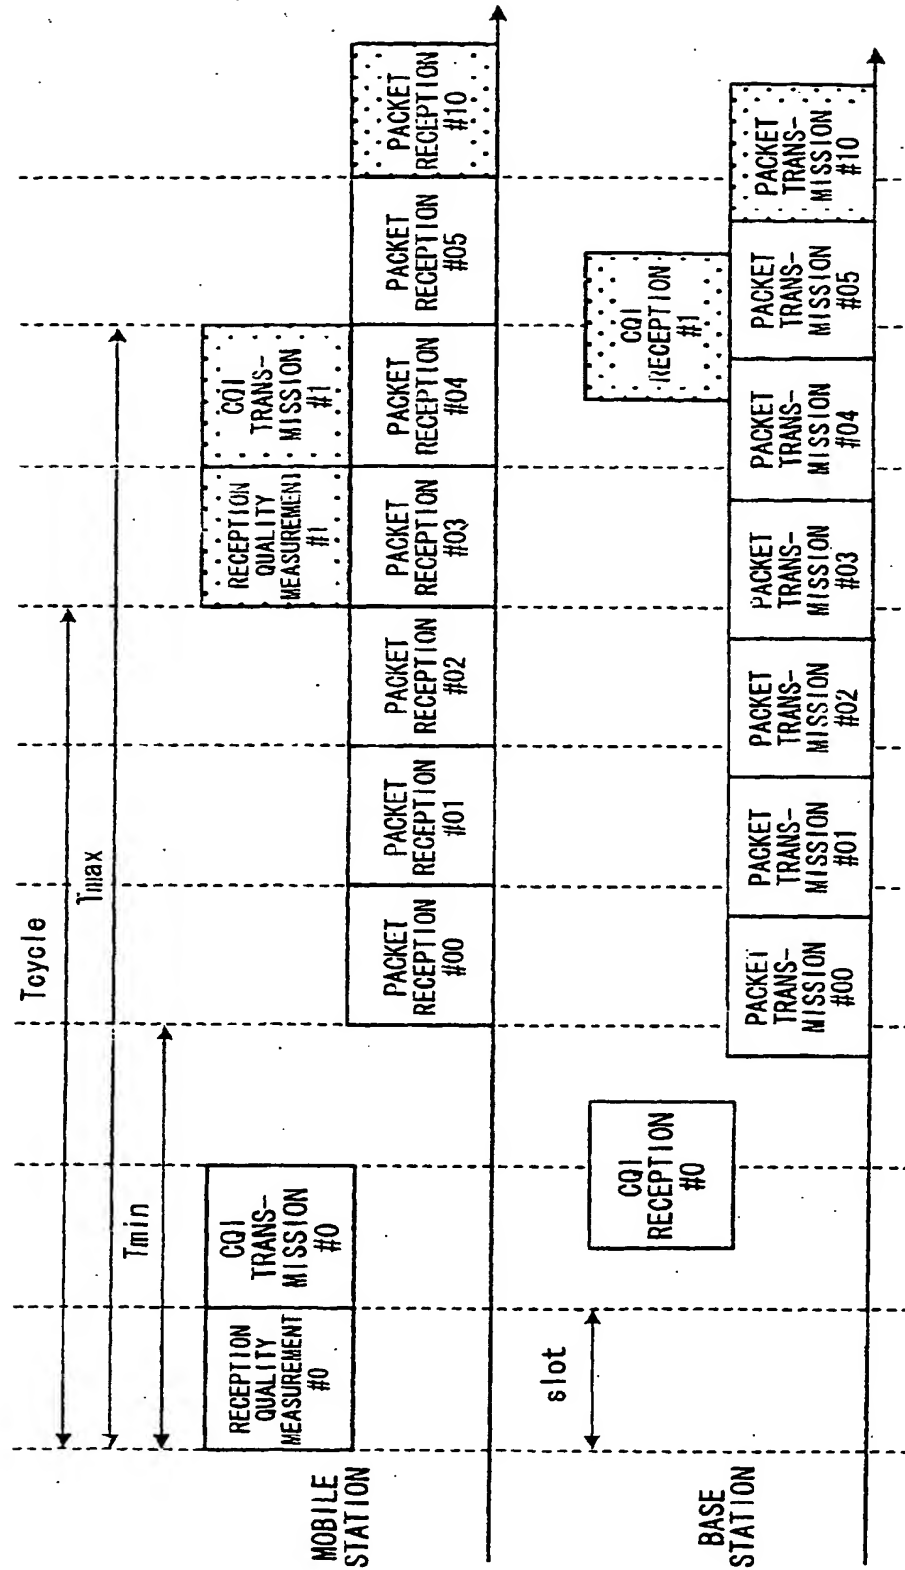 Tcycle
Tmax
Tmin
MOBILE
STATION
RECEPTION
QUALITY
MEASUREMENT
#0
CQI
TRANS-
MISSION
#0
RECEPTION
QUALITY
MEASUREMENT
#1
CQI
TRANS-
MISSION
#1
PACKET
RECEPTION
#00
PACKET
RECEPTION
#01
PACKET
RECEPTION
#02
PACKET
RECEPTION
#03
PACKET
RECEPTION
#04
PACKET
RECEPTION
#05
PACKET
RECEPTION
#10
slot
BASE
STATION
CQI
RECEPTION
#0
CQI
RECEPTION
#1
PACKET
TRANS-
MISSION
#00
PACKET
TRANS-
MISSION
#01
PACKET
TRANS-
MISSION
#02
PACKET
TRANS-
MISSION
#03
PACKET
TRANS-
MISSION
#04
PACKET
TRANS-
MISSION
#05
PACKET
TRANS-
MISSION
#10